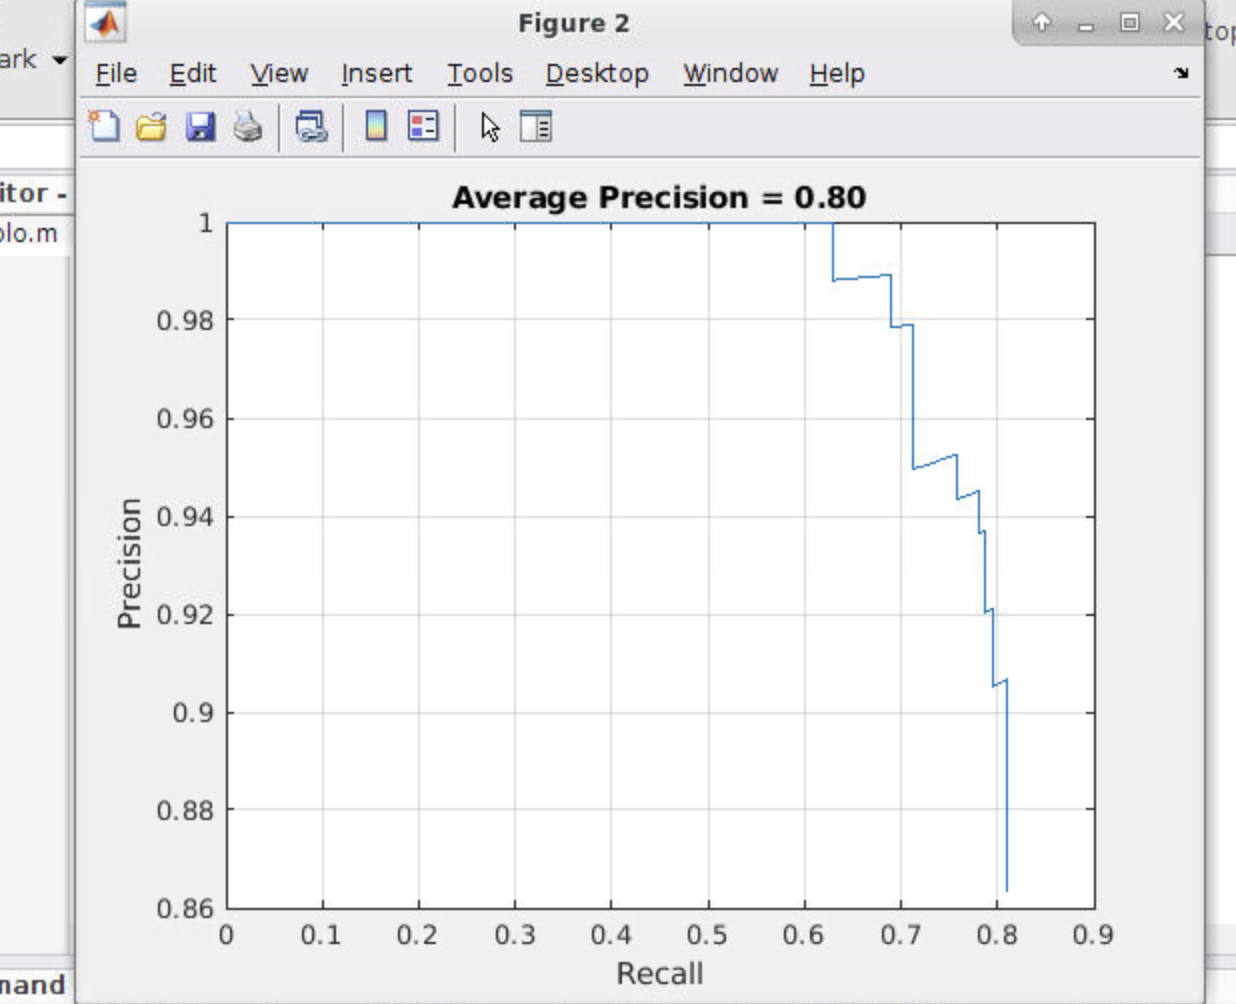 Figure 2
ark
top
File Edit View Insert Tools Desktop Window Help
itor -
olo.m
Average Precision = 0.80
1
0.98
0.96
0.94
0.92
0.9
0.88
0.86
Precision
0 0.1 0.2 0.3 0.4 0.5 0.6 0.7 0.8 0.9
Recall
mand